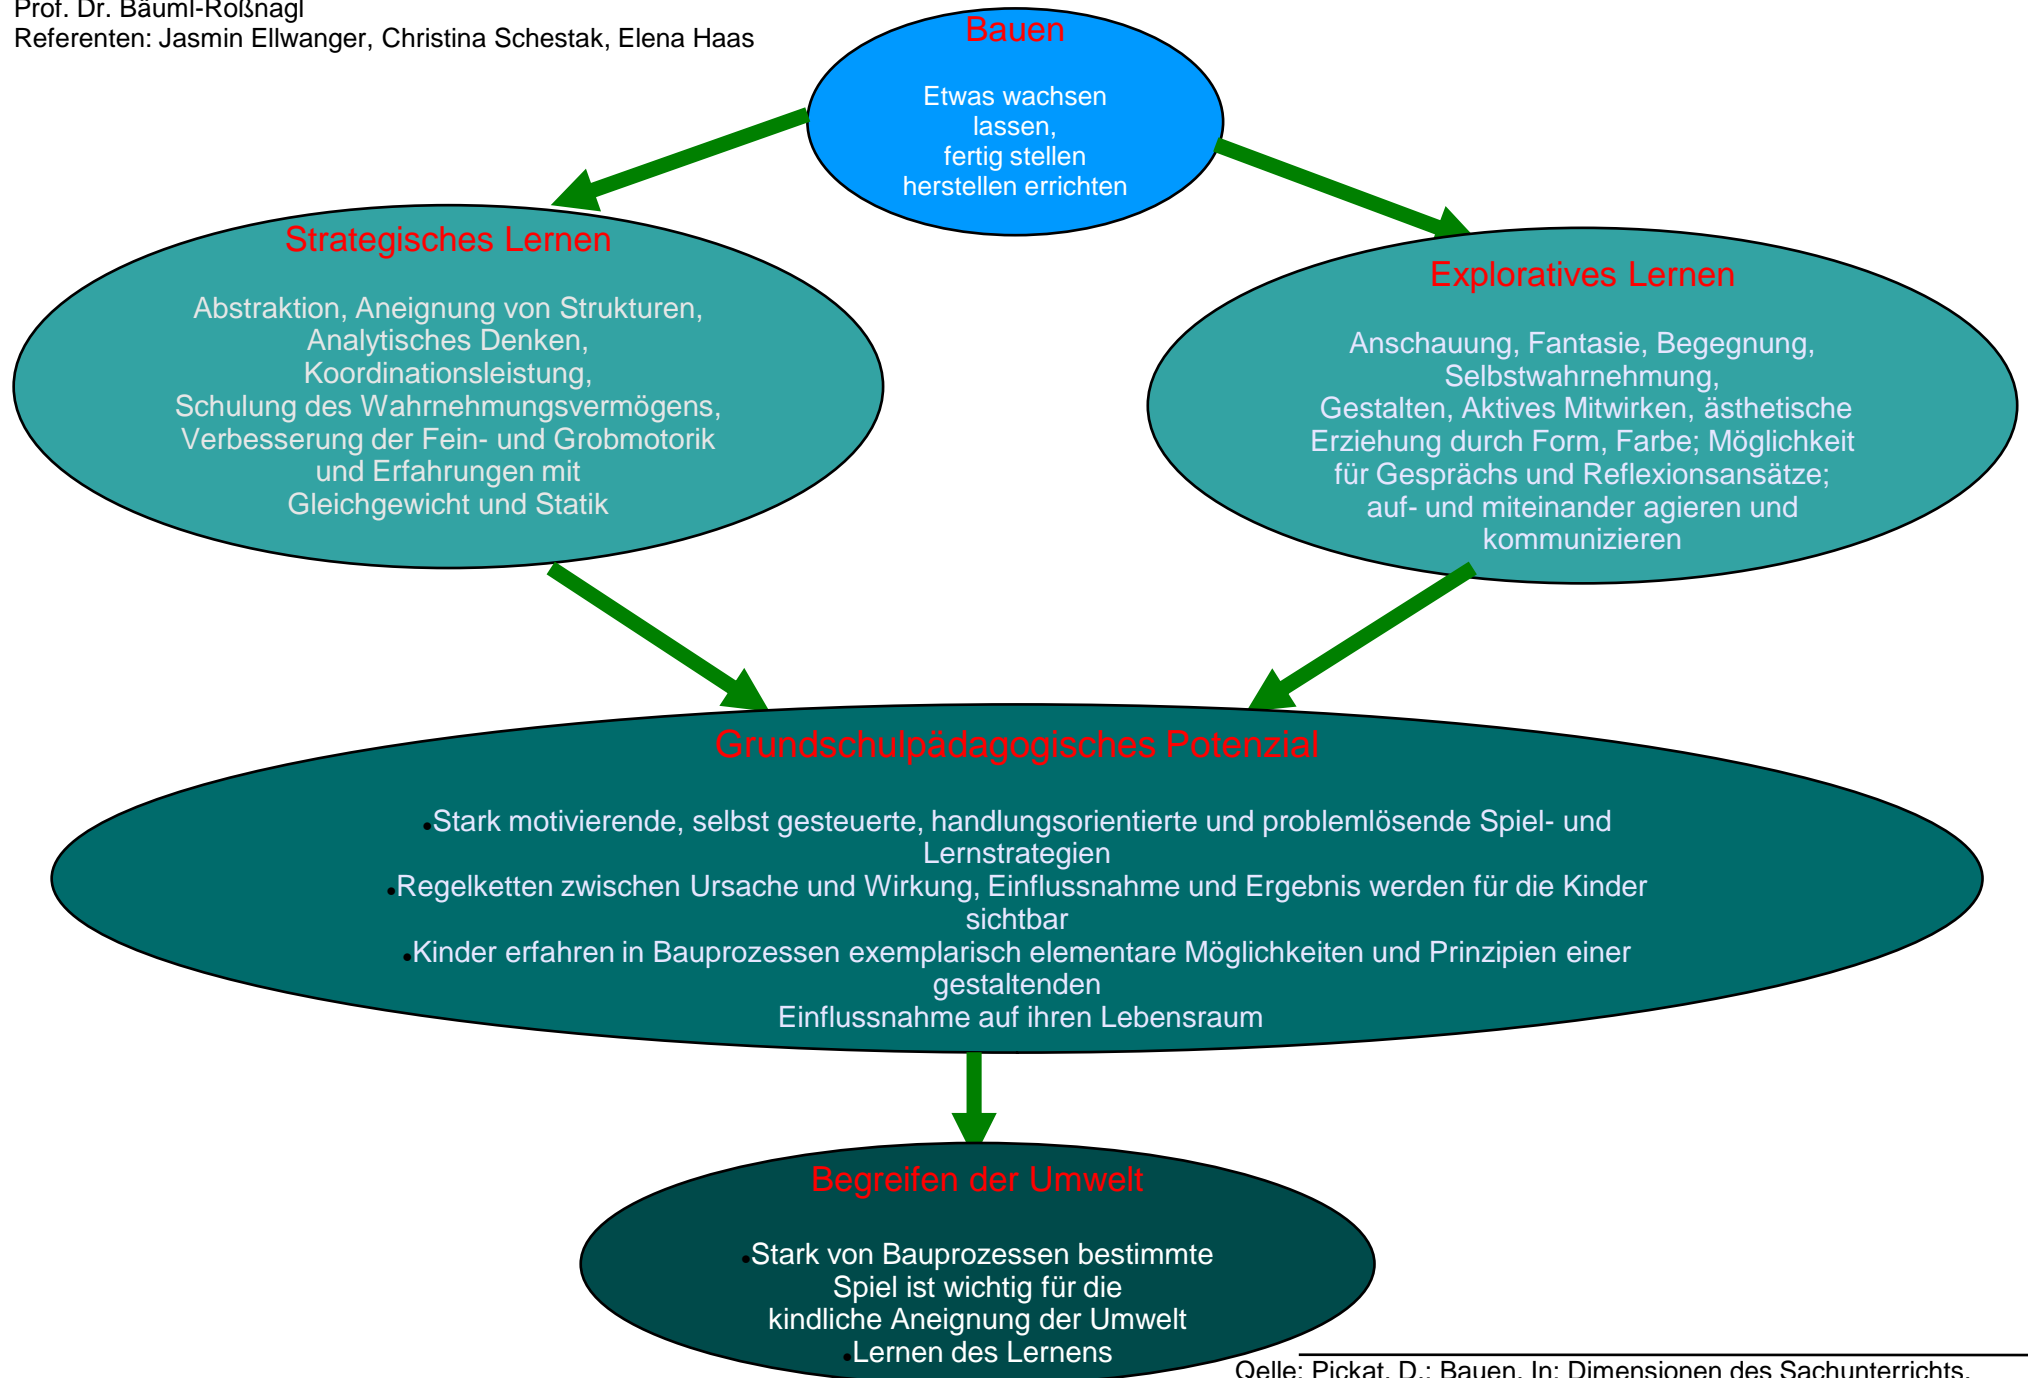 Prof. Dr. Bäuml-Roßnagl
Referenten: Jasmin Ellwanger, Christina Schestak, Elena Haas
Bauen
Etwas wachsen
lassen,
fertig stellen
herstellen errichten
Strategisches Lernen
Abstraktion, Aneignung von Strukturen,
Analytisches Denken,
Koordinationsleistung,
Schulung des Wahrnehmungsvermögens,
Verbesserung der Fein- und Grobmotorik
und Erfahrungen mit
Gleichgewicht und Statik
Exploratives Lernen
Anschauung, Fantasie, Begegnung,
Selbstwahrnehmung,
Gestalten, Aktives Mitwirken, ästhetische
Erziehung durch Form, Farbe; Möglichkeit
für Gesprächs und Reflexionsansätze;
auf- und miteinander agieren und
kommunizieren
Grundschulpädagogisches Potenzial
•Stark motivierende, selbst gesteuerte, handlungsorientierte und problemlösende Spiel- und
Lernstrategien
•Regelketten zwischen Ursache und Wirkung, Einflussnahme und Ergebnis werden für die Kinder
sichtbar
•Kinder erfahren in Bauprozessen exemplarisch elementare Möglichkeiten und Prinzipien einer
gestaltenden
Einflussnahme auf ihren Lebensraum
Begreifen der Umwelt
•Stark von Bauprozessen bestimmte
Spiel ist wichtig für die
kindliche Aneignung der Umwelt
•Lernen des Lernens
Qelle: Pickat, D.: Bauen. In: Dimensionen des Sachunterrichts.